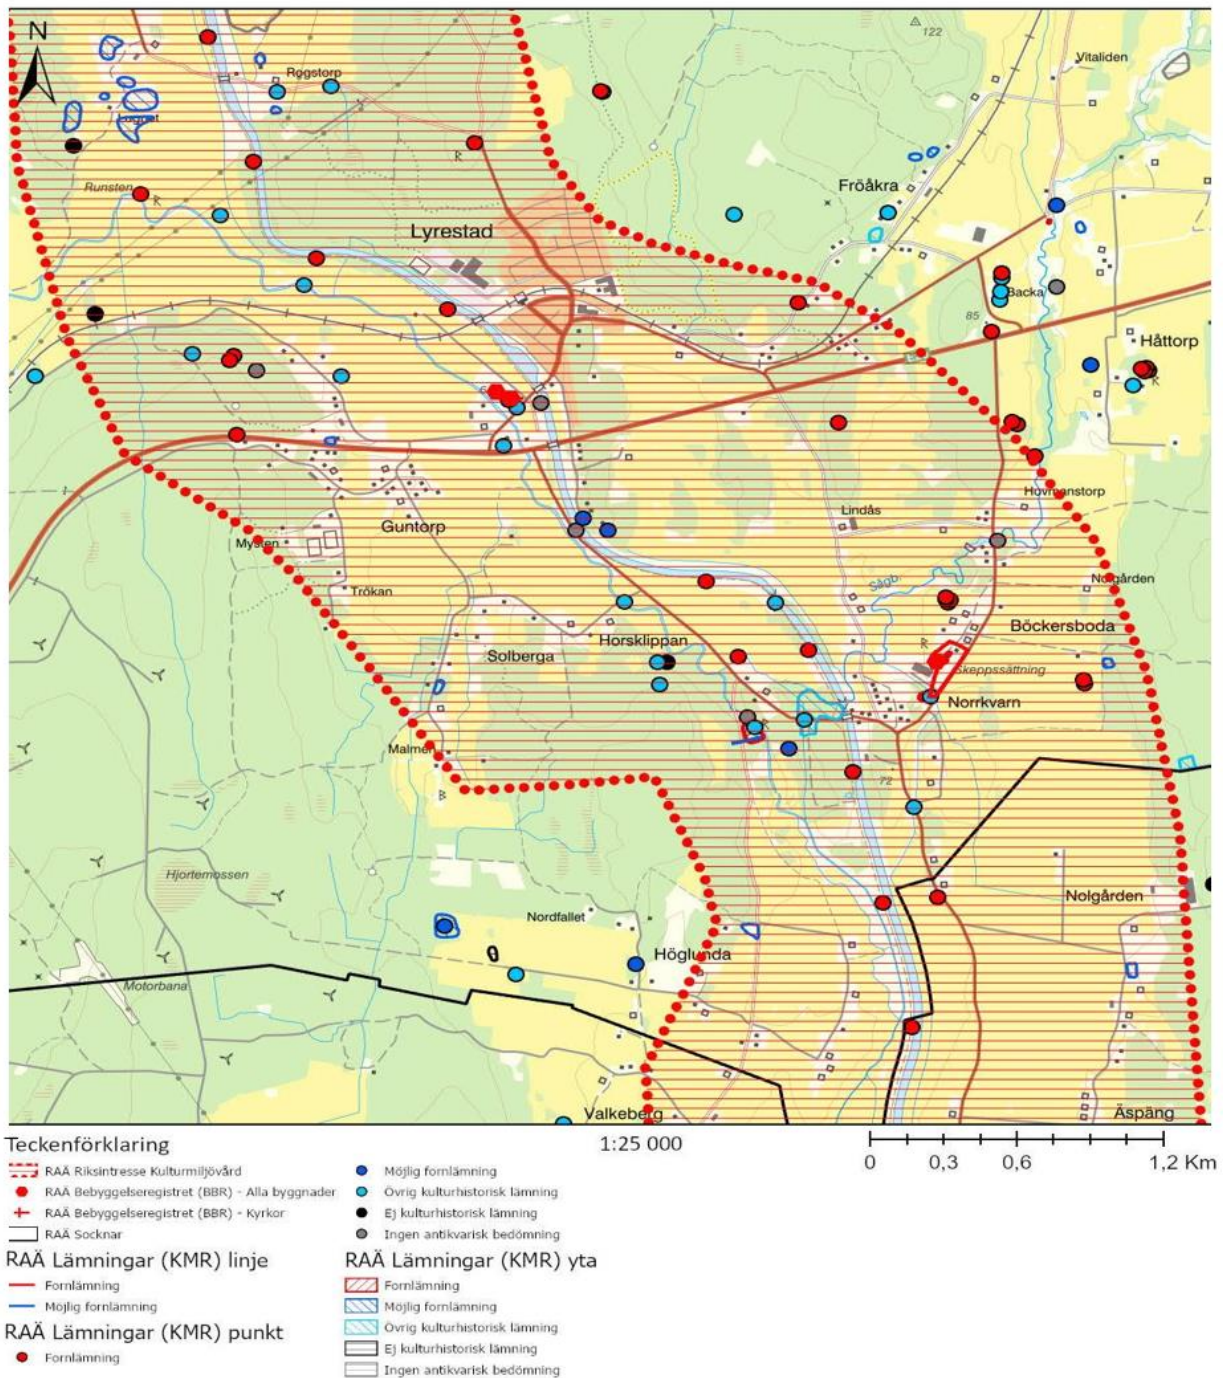 N
122
Vitaliden
Rogstorp
Lugnet
R
Runsten
R
Fröåkra
Lyrestad
Backa
85
Håttorp
R
Hovmanstorp
Lindås
Guntorp
Mysten
Sågb.
Nolgården
Trökan
Böckersboda
Horsklippan
Solberga
Skeppssättning
Norrkvarn
R
Malmen
72
Hjortemossen
Nolgården
Nordfallet
Höglunda
Motorbana
Valkeberg
Äspäng
Teckenförklaring
1:25 000
0 0,3 0,6 1,2 Km
RAÄ Riksintresse Kulturmiljövård
RAÄ Bebyggelseregistret (BBR) - Alla byggnader
RAÄ Bebyggelseregistret (BBR) - Kyrkor
RAÄ Socknar
RAÄ Lämningar (KMR) linje
Fornlämning
Möjlig fornlämning
RAÄ Lämningar (KMR) punkt
Fornlämning
Möjlig fornlämning
Övrig kulturhistorisk lämning
Ej kulturhistorisk lämning
Ingen antikvarisk bedömning
RAÄ Lämningar (KMR) yta
Fornlämning
Möjlig fornlämning
Övrig kulturhistorisk lämning
Ej kulturhistorisk lämning
Ingen antikvarisk bedömning